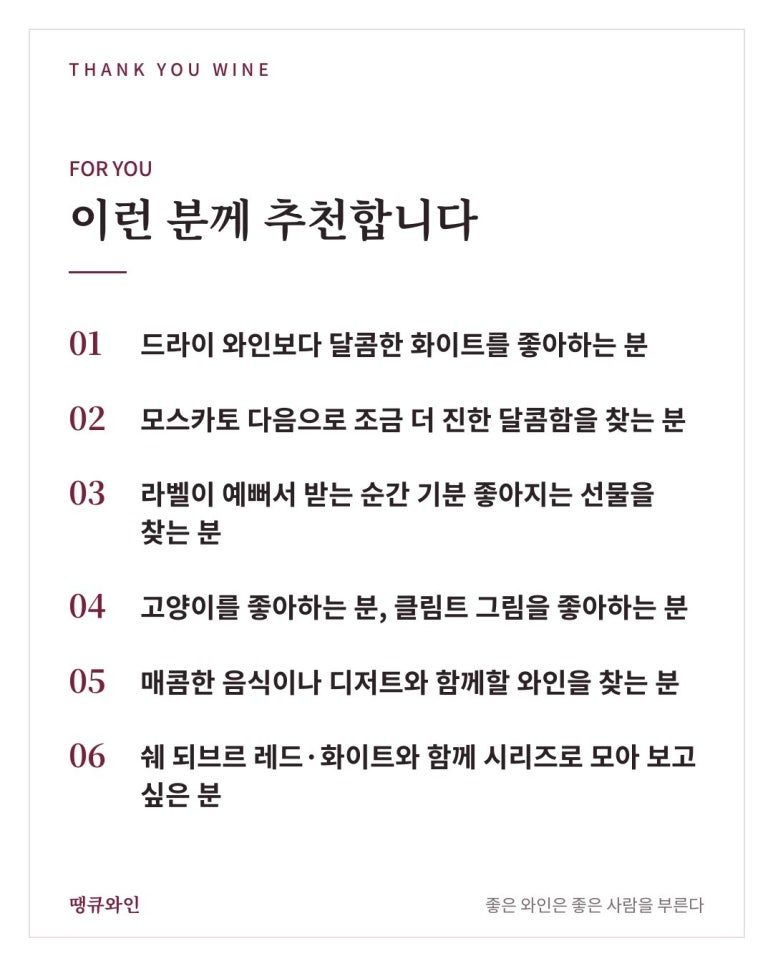 THANK YOU WINE
FOR YOU
이런 분께 추천합니다
01 드라이 와인보다 달콤한 화이트를 좋아하는 분
02 모스카토 다음으로 조금 더 진한 달콤함을 찾는 분
03 라벨이 예뻐서 받는 순간 기분 좋아지는 선물을
찾는 분
04 고양이를 좋아하는 분, 클림트 그림을 좋아하는 분
05 매콤한 음식이나 디저트와 함께할 와인을 찾는 분
06 쉐 되브르 레드·화이트와 함께 시리즈로 모아 보고
싶은 분
땡큐와인 좋은 와인은 좋은 사람을 부른다